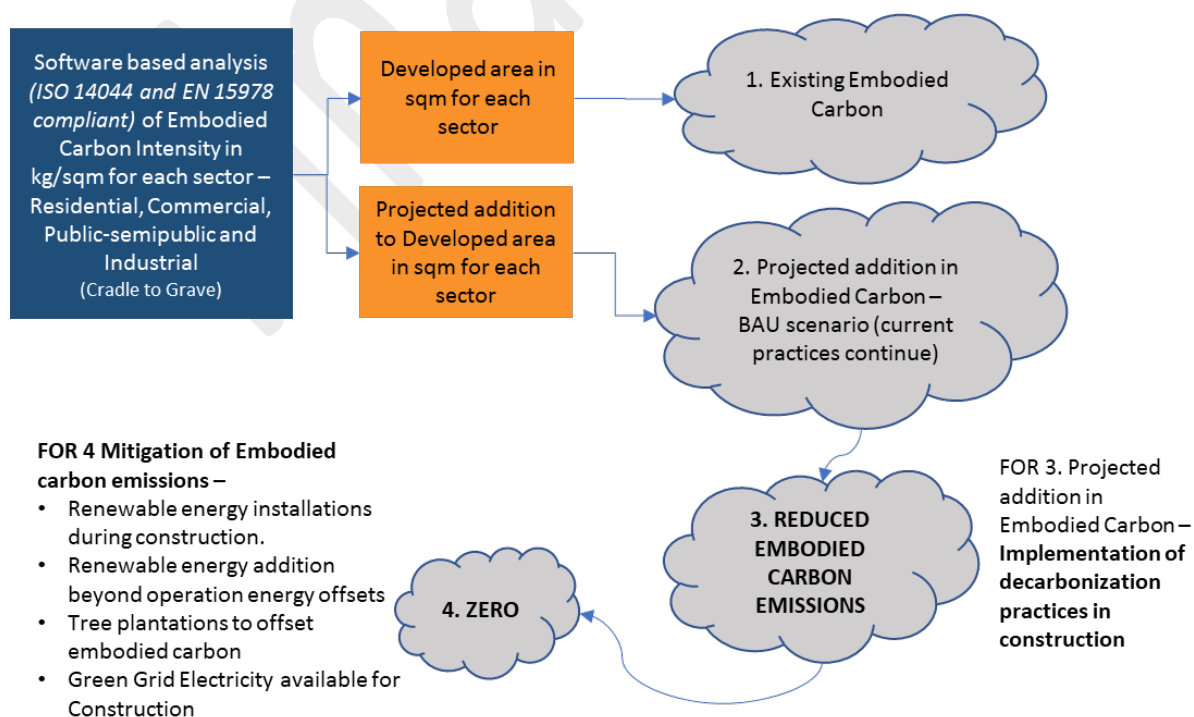 Software based analysis
(ISO 14044 and EN 15978
compliant) of Embodied
Carbon Intensity in
kg/sqm for each sector –
Residential, Commercial,
Public-semipublic and
Industrial
(Cradle to Grave)
Developed area in
sqm for each
sector
Projected addition
to Developed area
in sqm for each
sector
1. Existing Embodied
Carbon
2. Projected addition in
Embodied Carbon –
BAU scenario (current
practices continue)
FOR 3. Projected
addition in
Embodied Carbon –
Implementation of
decarbonization
practices in
construction
3. REDUCED
EMBODIED
CARBON
EMISSIONS
4. ZERO
FOR 4 Mitigation of Embodied
carbon emissions –
• Renewable energy installations
during construction.
• Renewable energy addition
beyond operation energy offsets
• Tree plantations to offset
embodied carbon
• Green Grid Electricity available for
Construction